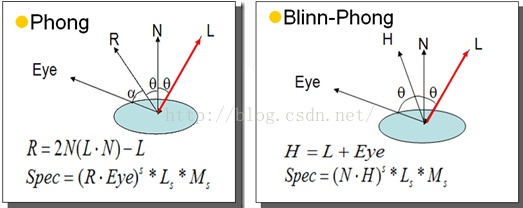 Phong
N
R
L
Eye
α
θ
θ
R = 2N(L · N) − L
Spec = (R · Eye)^s * L_s * M_s
Blinn-Phong
H
N
L
Eye
θ
θ
H = L + Eye
Spec = (N · H)^s * L_s * M_s
http://blog.csdn.net/